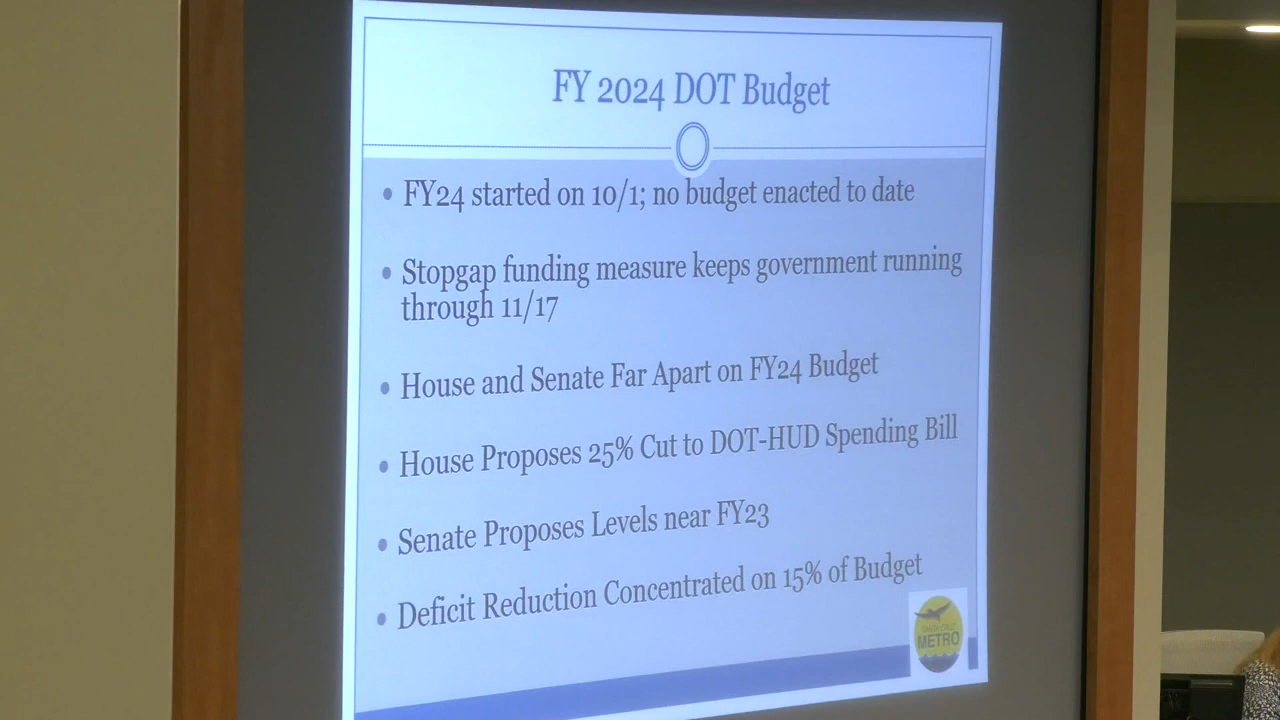 FY 2024 DOT Budget
• FY24 started on 10/1; no budget enacted to date
• Stopgap funding measure keeps government running
through 11/17
• House and Senate Far Apart on FY24 Budget
• House Proposes 25% Cut to DOT-HUD Spending Bill
• Senate Proposes Levels near FY23
• Deficit Reduction Concentrated on 15% of Budget
SANTA CRUZ
METRO